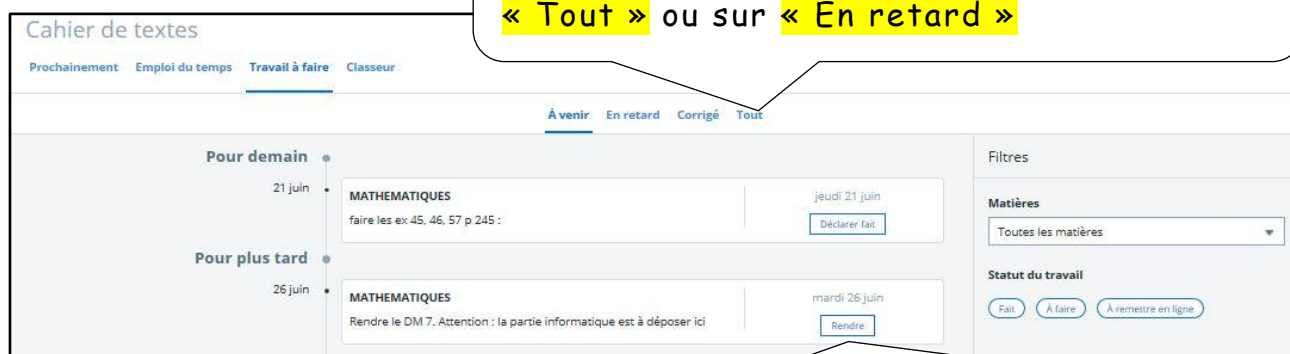 « Tout » ou sur « En retard »
Cahier de textes
Prochainement Emploi du temps Travail à faire Classeur
À venir En retard Corrigé Tout
Pour demain
21 juin
MATHEMATIQUES
faire les ex 45, 46, 57 p 245 :
jeudi 21 juin
Déclarer fait
Pour plus tard
26 juin
MATHEMATIQUES
Rendre le DM 7. Attention : la partie informatique est à déposer ici
mardi 26 juin
Rendre
Filtres
Matières
Toutes les matières
Statut du travail
Fait À faire À remettre en ligne